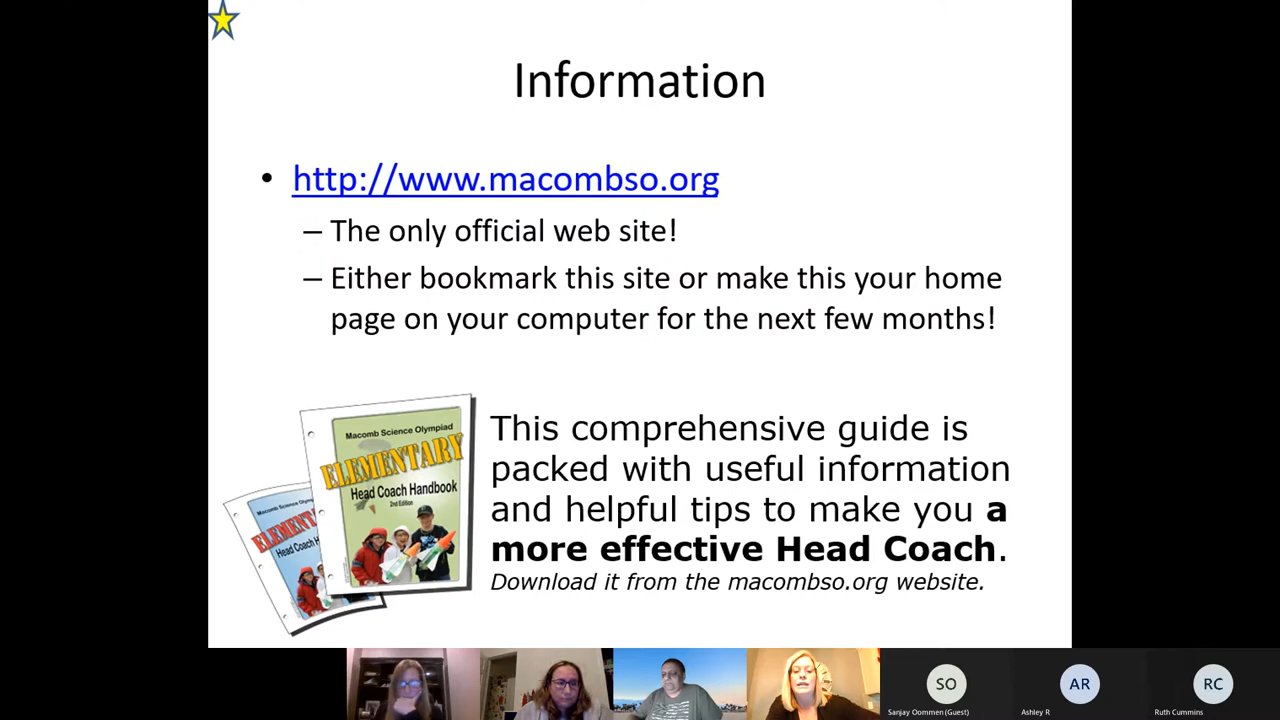 Information
• http://www.macombso.org
– The only official web site!
– Either bookmark this site or make this your home
page on your computer for the next few months!
Macomb Science Olympiad
ELEMENTARY
Head Coach Handbook
2nd Edition
This comprehensive guide is
packed with useful information
and helpful tips to make you a
more effective Head Coach.
Download it from the macombso.org website.
SO
Sanjay Oommen (Guest)
AR
Ashley R
RC
Ruth Cummins